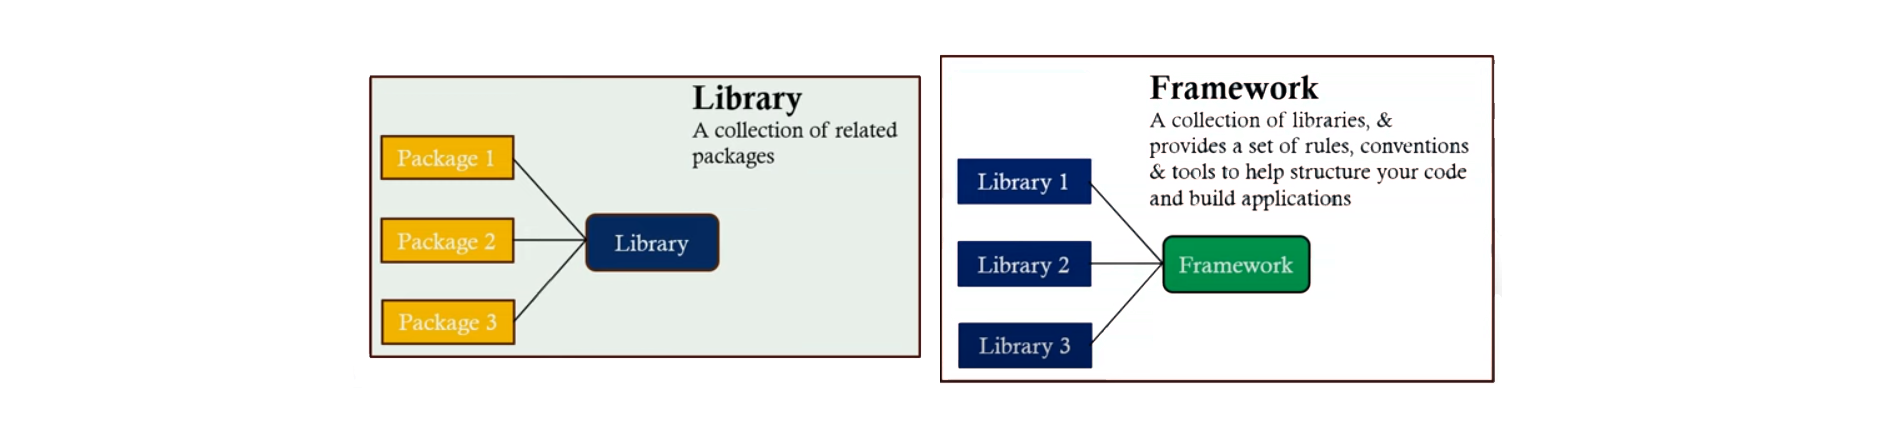 Library
A collection of related
packages
Package 1
Package 2
Package 3
Library
Framework
A collection of libraries, &
provides a set of rules, conventions
& tools to help structure your code
and build applications
Library 1
Library 2
Library 3
Framework